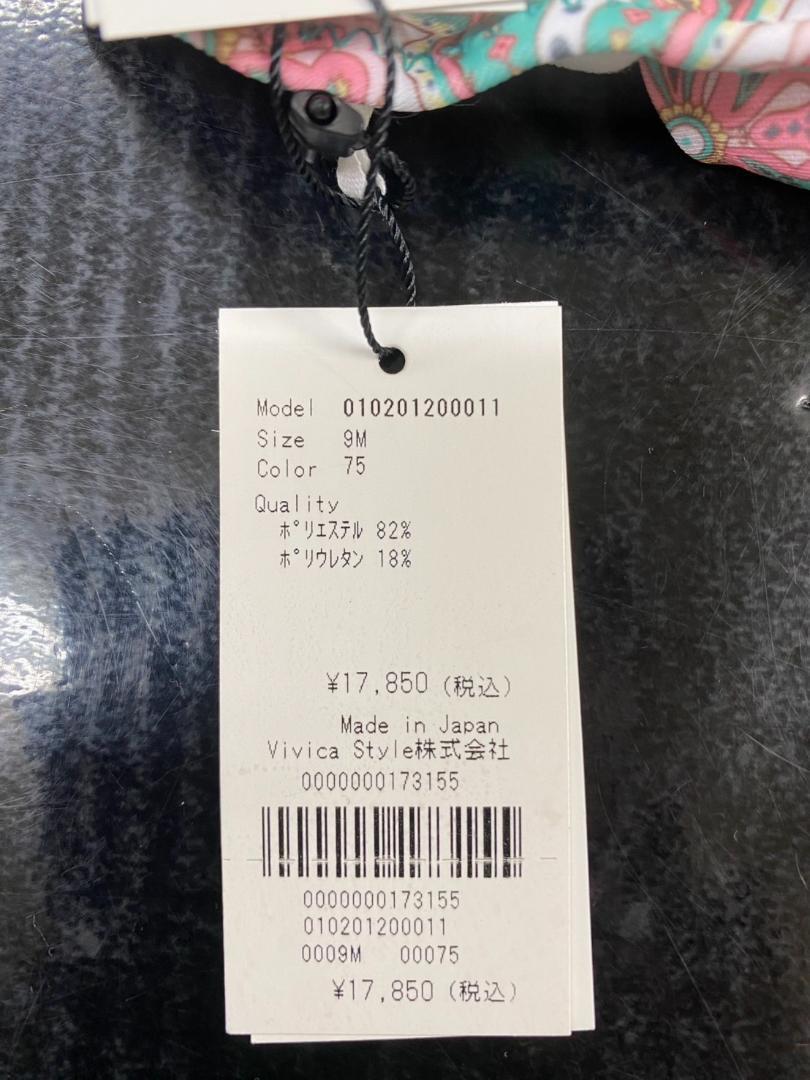 Model 010201200011
Size 9M
Color 75
Quality
ﾎﾟﾘｴｽﾃﾙ 82%
ﾎﾟﾘｳﾚﾀﾝ 18%
¥17,850 (税込)
Made in Japan
Vivica Style株式会社
0000000173155
0000000173155
010201200011
0009M 00075
¥17,850 (税込)